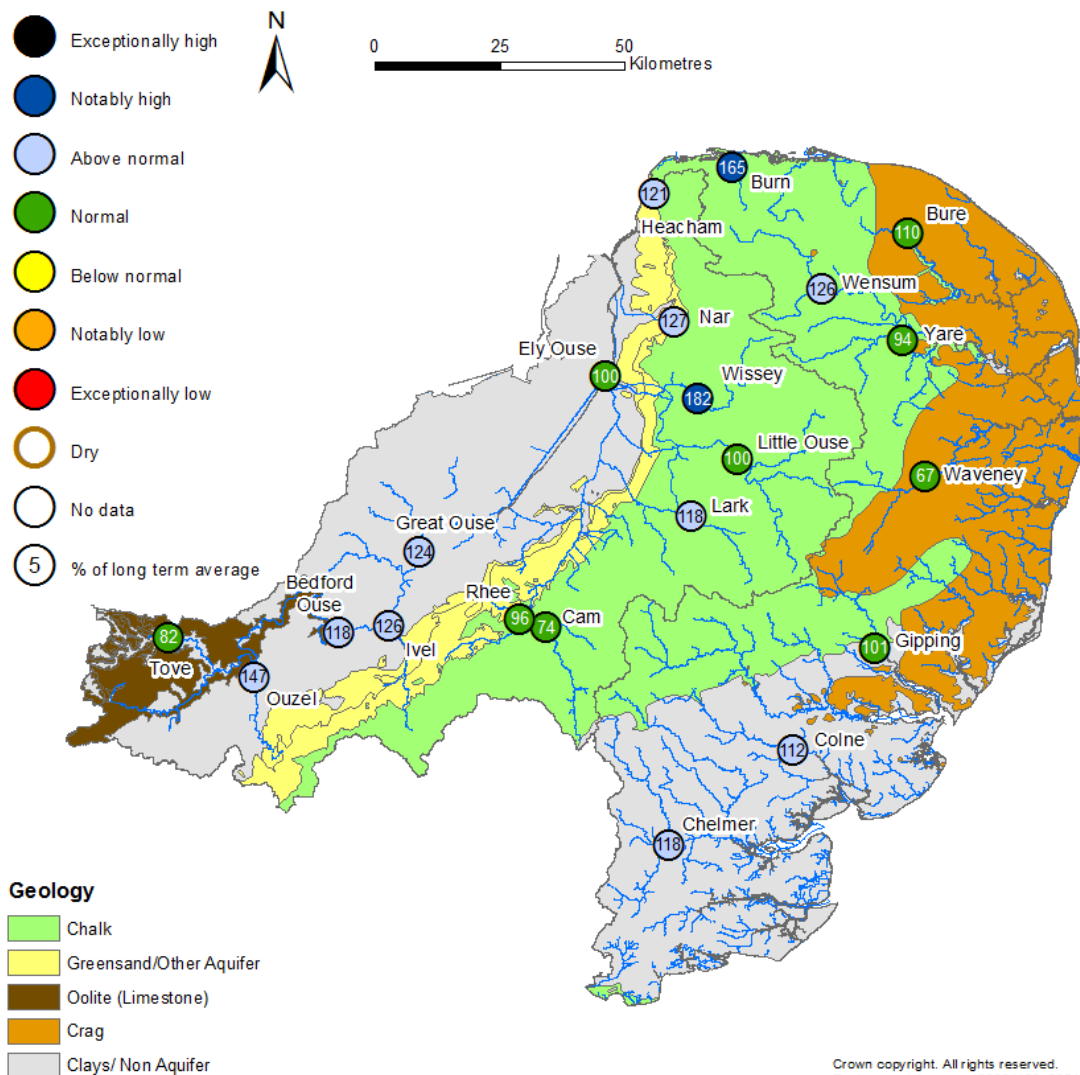 N
0 25 50
Kilometres
Exceptionally high
Notably high
Above normal
Normal
Below normal
Notably low
Exceptionally low
Dry
No data
5 % of long term average
165
Burn
121
Heacham
110
Bure
126
Wensum
127
Nar
94
Yare
Ely Ouse
100
Wissey
182
Little Ouse
100
67
Waveney
118
Lark
Great Ouse
124
Bedford
Ouse
118
126
Ivel
Rhee
96
74
Cam
82
Tove
147
Ouzel
101
Gipping
112
Colne
Chelmer
118
Geology
Chalk
Greensand/Other Aquifer
Oolite (Limestone)
Crag
Clays/ Non Aquifer
Crown copyright. All rights reserved.